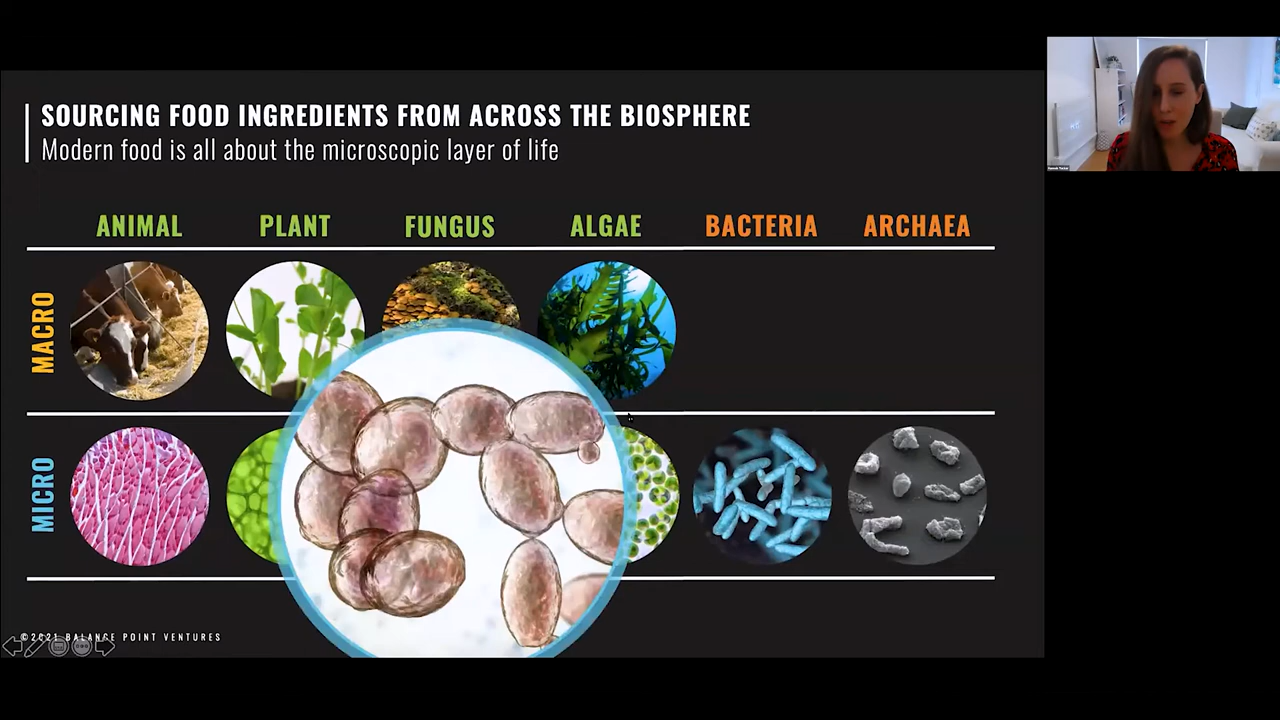 SOURCING FOOD INGREDIENTS FROM ACROSS THE BIOSPHERE
Modern food is all about the microscopic layer of life
ANIMAL PLANT FUNGUS ALGAE BACTERIA ARCHAEA
MACRO
MICRO
©2021 BALANCE POINT VENTURES